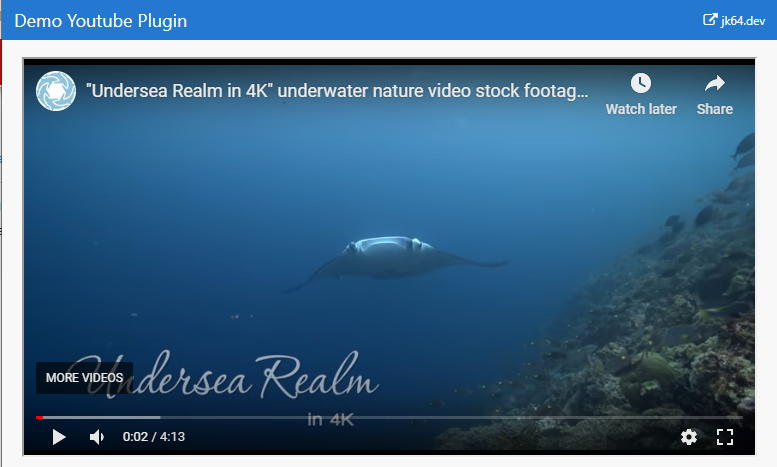 Demo Youtube Plugin
jk64.dev
"Undersea Realm in 4K" underwater nature video stock footag...
Watch later
Share
Undersea Realm
MORE VIDEOS
in 4K
0:02 / 4:13